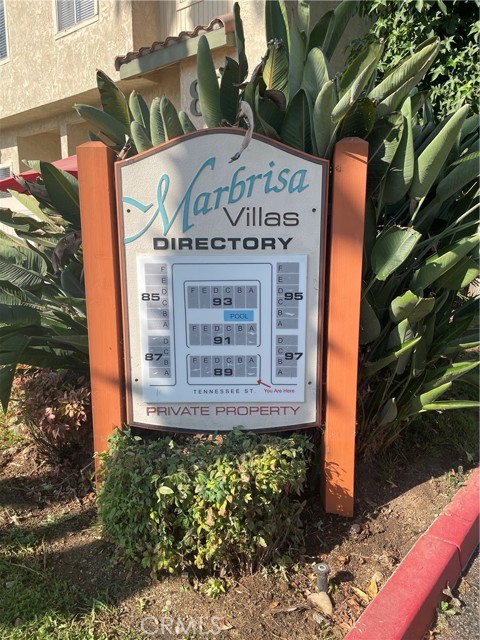 Marbrisa
Villas
DIRECTORY
F E D C B A
93
POOL
85
F
E
D
C
B
A
95
F
E
D
C
B
A
F E D C B A
91
87
D
C
B
A
97
F E D C B A
89
TENNESSEE ST.
You Are Here
PRIVATE PROPERTY
CRMLS